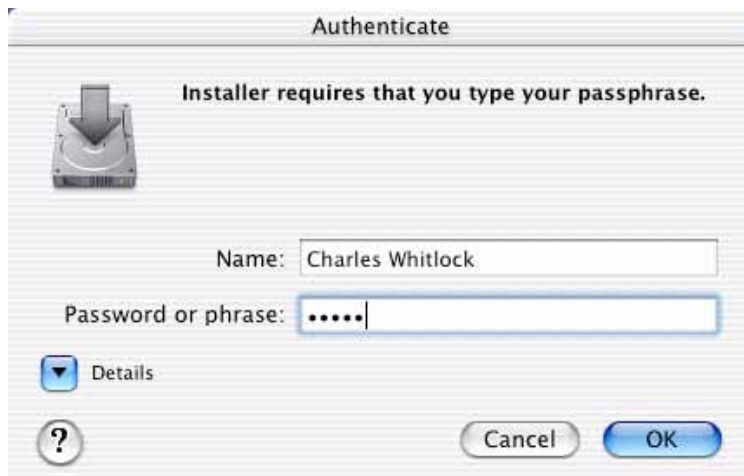 Authenticate
Installer requires that you type your passphrase.
Name: Charles Whitlock
Password or phrase: •••••
Details
?
Cancel
OK